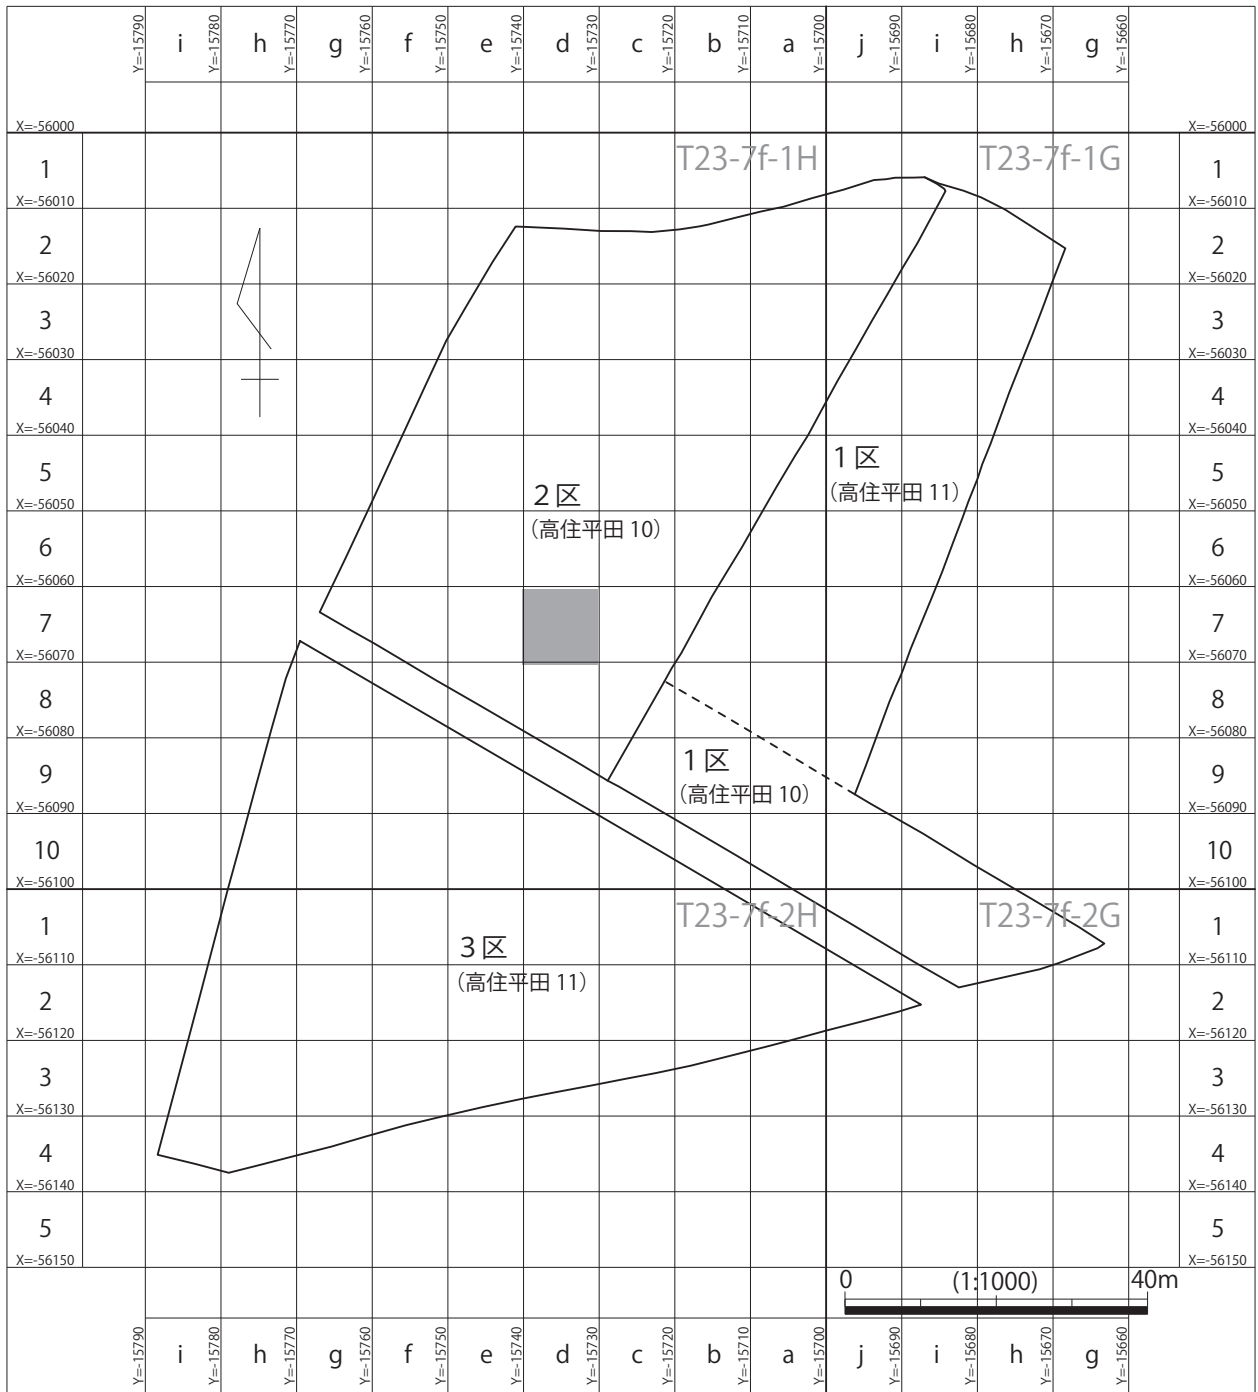 Y=-15790 i Y=-15780 h Y=-15770 g Y=-15760 f Y=-15750 e Y=-15740 d Y=-15730 c Y=-15720 b Y=-15710 a Y=-15700 j Y=-15690 i Y=-15680 h Y=-15670 g Y=-15660
X=-56000 X=-56000
T23-7f-1H T23-7f-1G
1 1
X=-56010 X=-56010
2 2
X=-56020 X=-56020
3 3
X=-56030 X=-56030
4 4
X=-56040 X=-56040
1区
5 5
(高住平田 11)
2区
X=-56050 X=-56050
(高住平田 10)
6 6
X=-56060 X=-56060
7 7
X=-56070 X=-56070
8 8
X=-56080 X=-56080
1区
9 9
(高住平田 10)
X=-56090 X=-56090
10 10
X=-56100 X=-56100
T23-7f-2H T23-7f-2G
1 1
3区
X=-56110 X=-56110
(高住平田 11)
2 2
X=-56120 X=-56120
3 3
X=-56130 X=-56130
4 4
X=-56140 X=-56140
5 5
X=-56150 X=-56150
0 (1:1000) 40m
Y=-15790 i Y=-15780 h Y=-15770 g Y=-15760 f Y=-15750 e Y=-15740 d Y=-15730 c Y=-15720 b Y=-15710 a Y=-15700 j Y=-15690 i Y=-15680 h Y=-15670 g Y=-15660